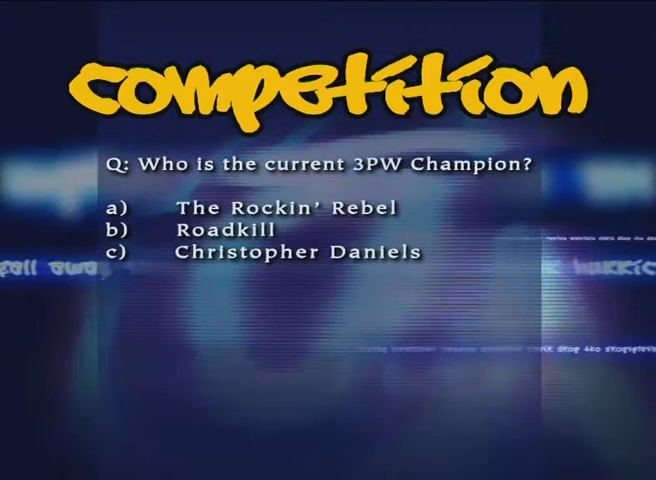 competition
Q: Who is the current 3PW Champion?
a) The Rockin' Rebel
b) Roadkill
c) Christopher Daniels